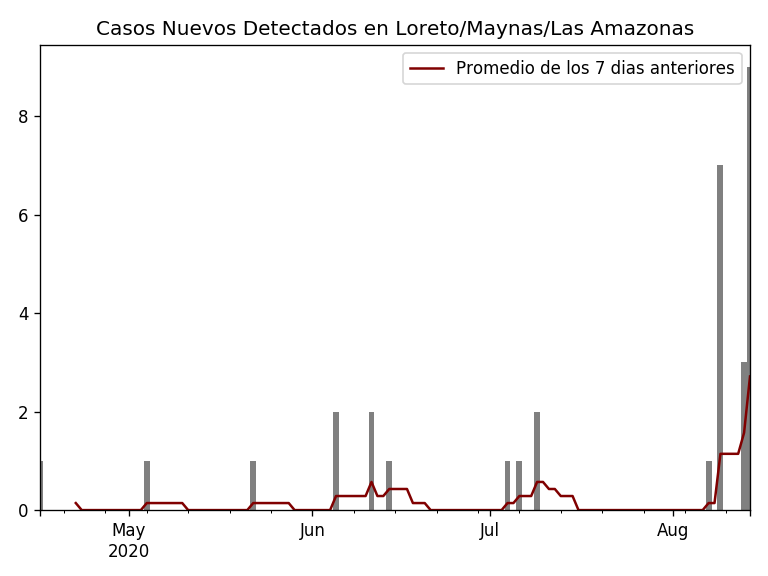 Casos Nuevos Detectados en Loreto/Maynas/Las Amazonas
Promedio de los 7 dias anteriores
8
6
4
2
0
May Jun Jul Aug
2020